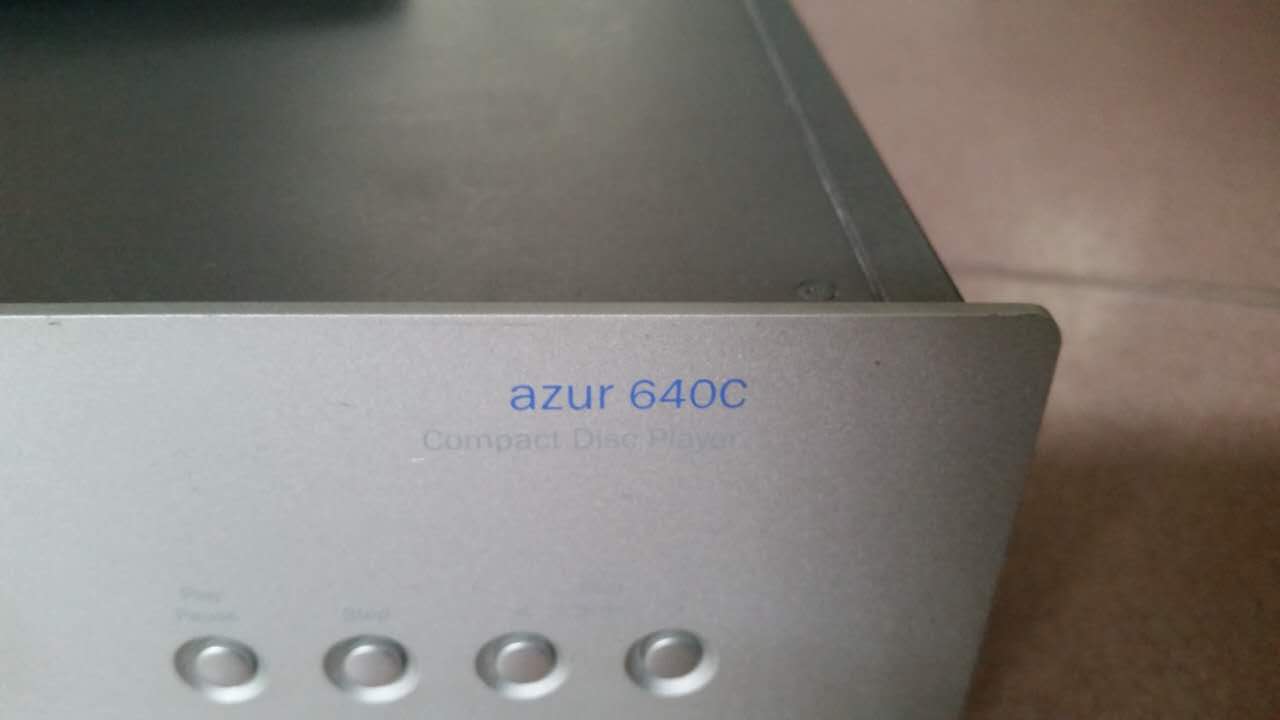 azur 640C
Compact Disc Player
Play
Pause
Stop